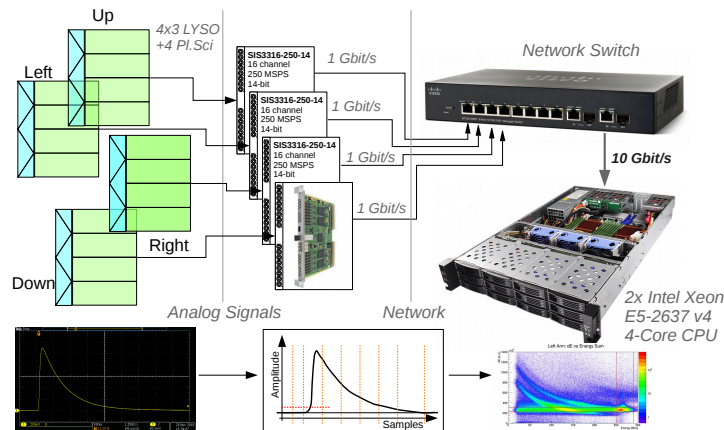 Up
4x3 LYSO
+4 Pl.Sci
Left
Right
Down
SIS3316-250-14
16 channel
250 MSPS
14-bit
SIS3316-250-14
16 channel
250 MSPS
14-bit
SIS3316-250-14
16 channel
250 MSPS
14-bit
1 Gbit/s
1 Gbit/s
1 Gbit/s
1 Gbit/s
Network Switch
10 Gbit/s
2x Intel Xeon
E5-2637 v4
4-Core CPU
Analog Signals
Network
Amplitude
Samples
Left Arm: dE vs Energy Sum